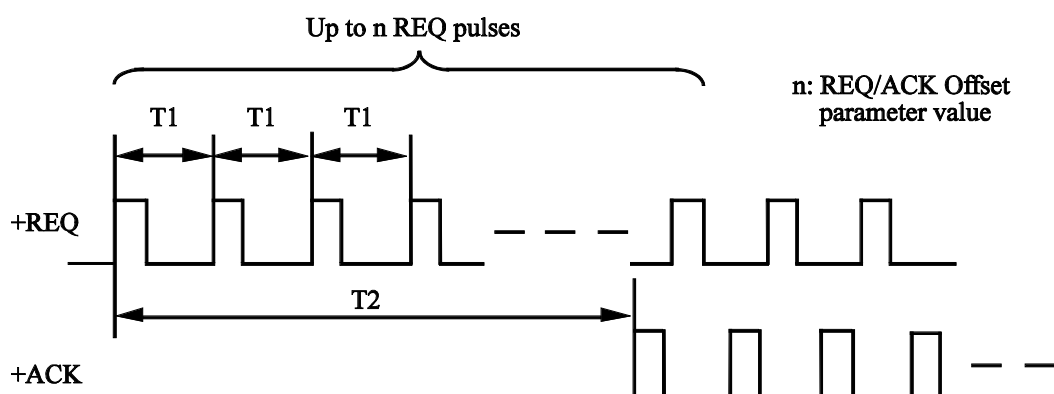 Up to n REQ pulses
n: REQ/ACK Offset
parameter value
T1 T1 T1
+REQ
T2
+ACK